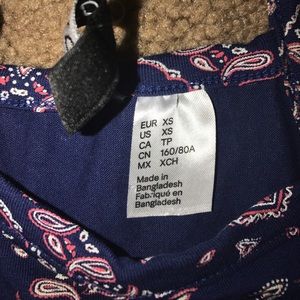 EUR XS
US XS
CA TP
CN 160/80A
MX XCH
Made in
Bangladesh
Fabriqué en
Bangladesh